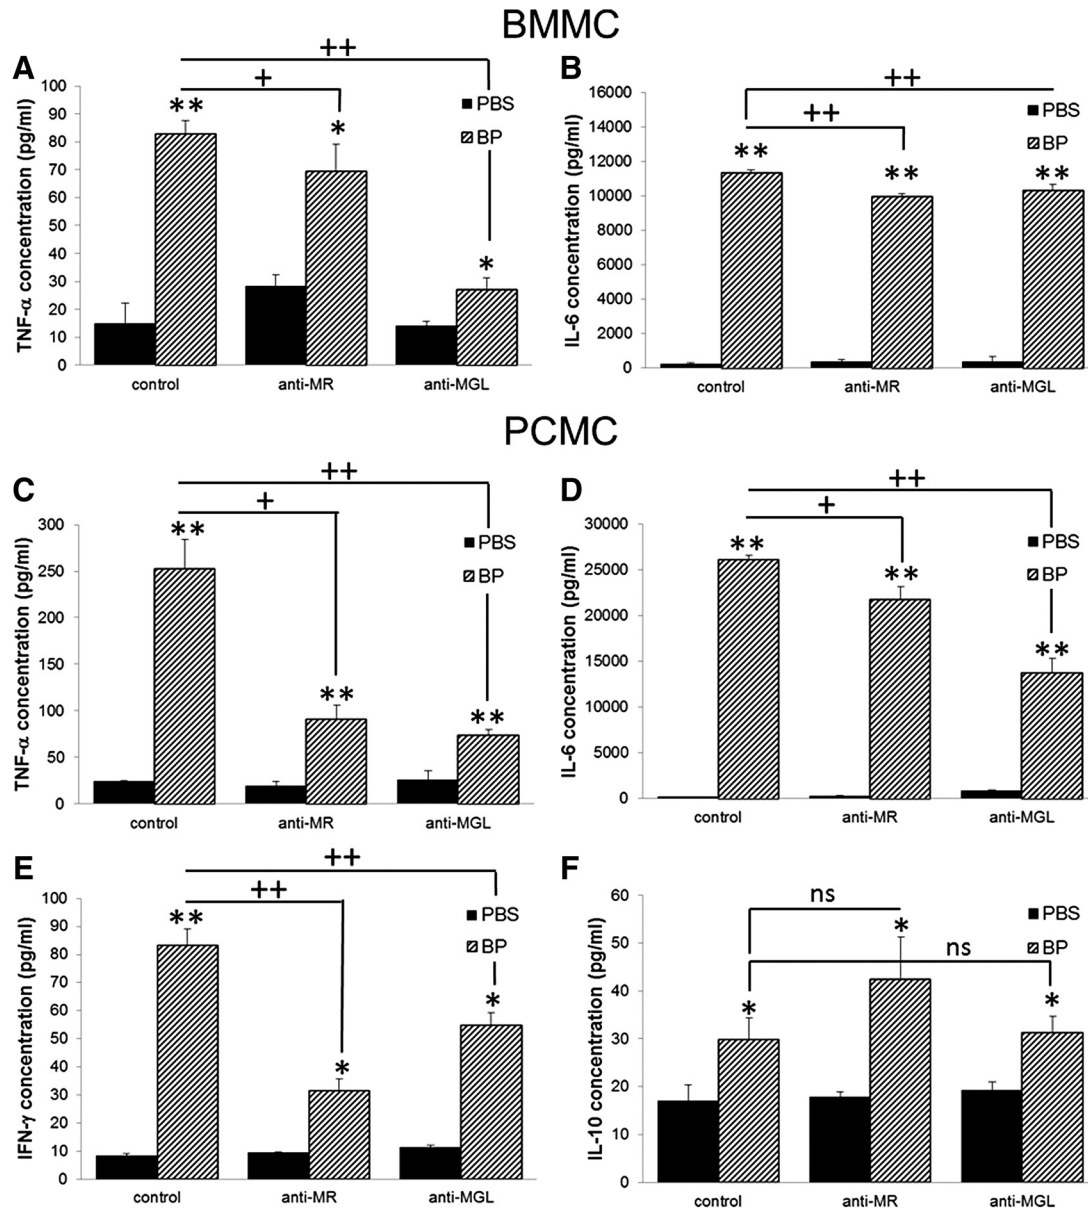 BMMC
A
TNF-α concentration (pg/ml)
100
90
80
70
60
50
40
30
20
10
0
++
+
**
*
*
PBS
BP
control anti-MR anti-MGL
B
IL-6 concentration (pg/ml)
16000
14000
12000
10000
8000
6000
4000
2000
0
++
++
**
**
**
PBS
BP
control anti-MR anti-MGL
PCMC
C
TNF-α concentration (pg/ml)
300
250
200
150
100
50
0
++
+
**
**
**
PBS
BP
control anti-MR anti-MGL
D
IL-6 concentration (pg/ml)
30000
25000
20000
15000
10000
5000
0
++
+
**
**
**
PBS
BP
control anti-MR anti-MGL
E
IFN-γ concentration (pg/ml)
100
90
80
70
60
50
40
30
20
10
0
++
++
**
*
*
PBS
BP
control anti-MR anti-MGL
F
IL-10 concentration (pg/ml)
60
50
40
30
20
10
0
ns
ns
*
*
*
PBS
BP
control anti-MR anti-MGL